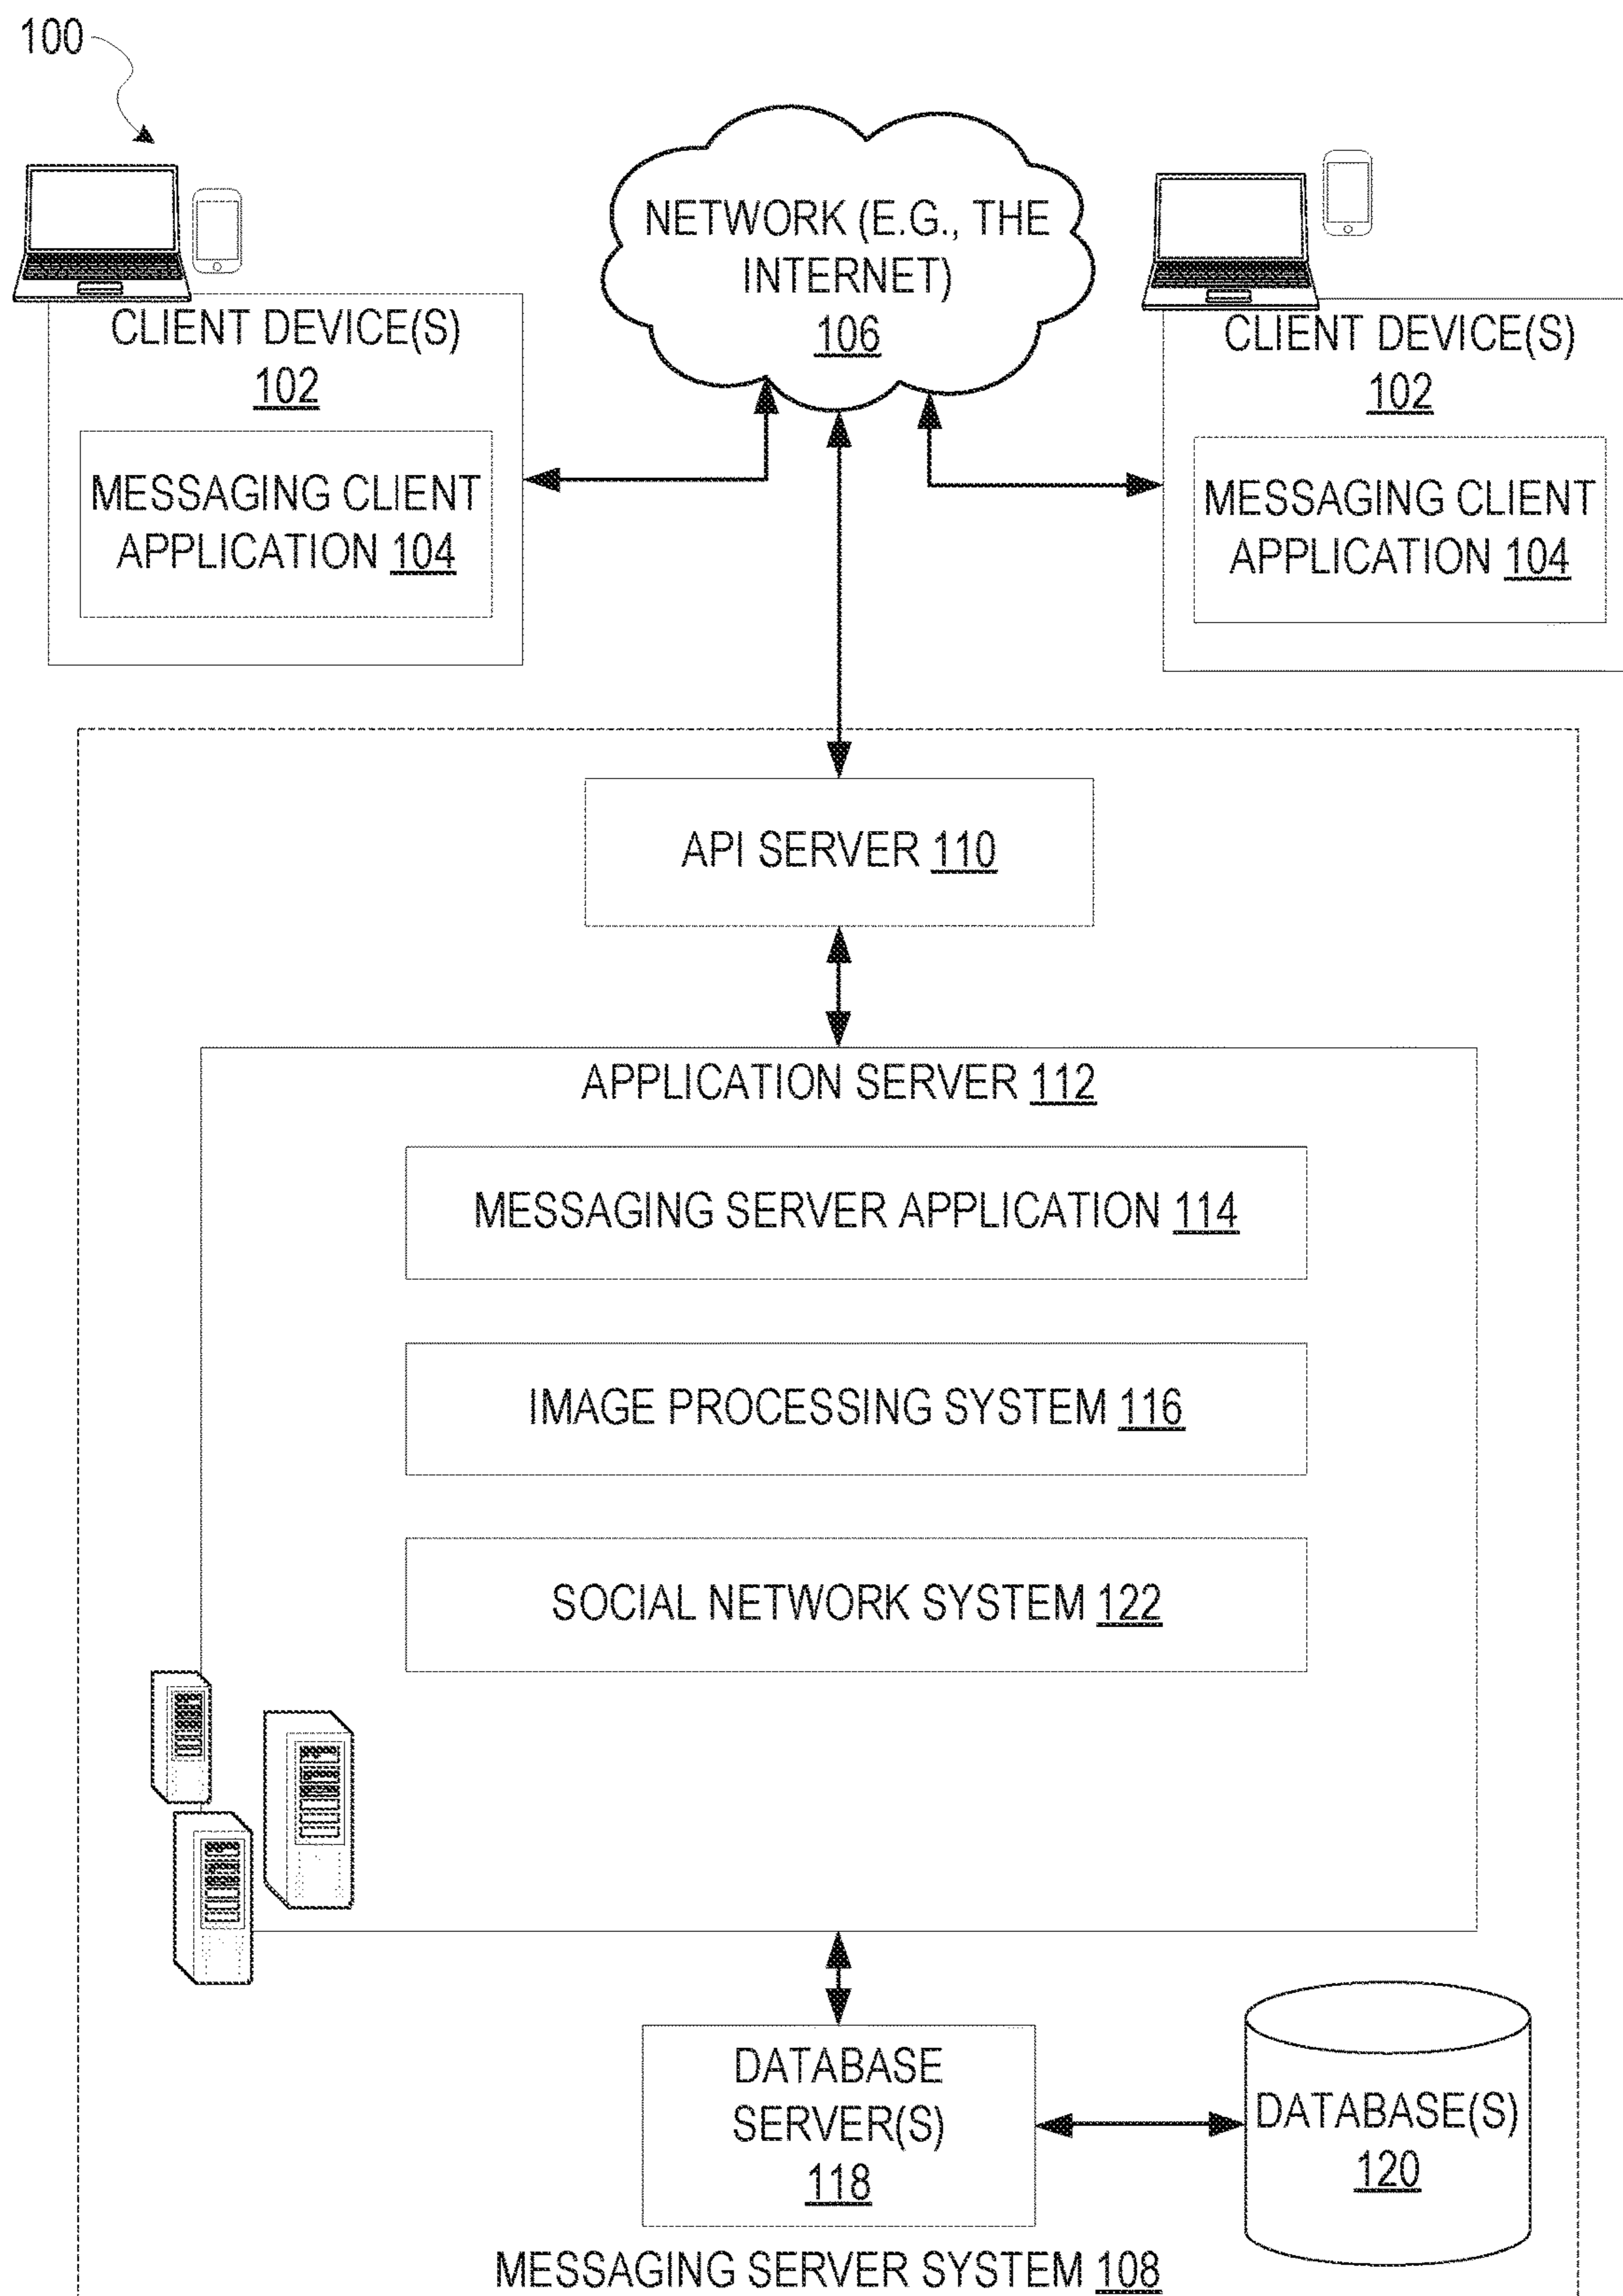 100
NETWORK (E.G., THE
INTERNET)
106
CLIENT DEVICE(S)
102
MESSAGING CLIENT
APPLICATION 104
CLIENT DEVICE(S)
102
MESSAGING CLIENT
APPLICATION 104
API SERVER 110
APPLICATION SERVER 112
MESSAGING SERVER APPLICATION 114
IMAGE PROCESSING SYSTEM 116
SOCIAL NETWORK SYSTEM 122
DATABASE
SERVER(S)
118
DATABASE(S)
120
MESSAGING SERVER SYSTEM 108